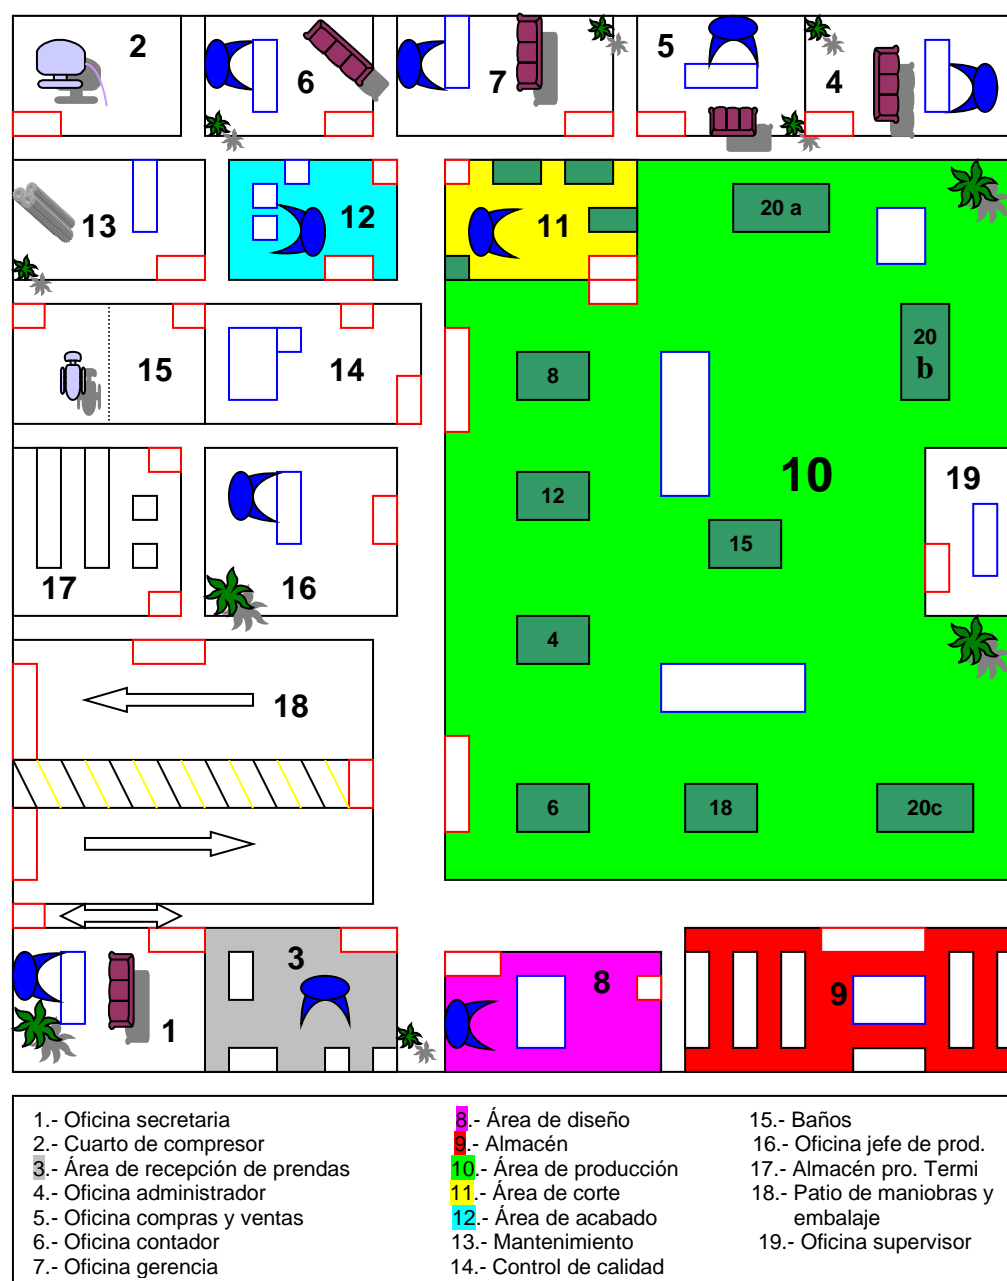 2
6
7
5
4
13
12
11
20 a
15
14
8
20
b
17
16
12
10
19
15
4
18
6
18
20c
1
3
8
9
1.- Oficina secretaria
2.- Cuarto de compresor
3.- Área de recepción de prendas
4.- Oficina administrador
5.- Oficina compras y ventas
6.- Oficina contador
7.- Oficina gerencia
8.- Área de diseño
9.- Almacén
10.- Área de producción
11.- Área de corte
12.- Área de acabado
13.- Mantenimiento
14.- Control de calidad
15.- Baños
16.- Oficina jefe de prod.
17.- Almacén pro. Termi
18.- Patio de maniobras y
embalaje
19.- Oficina supervisor